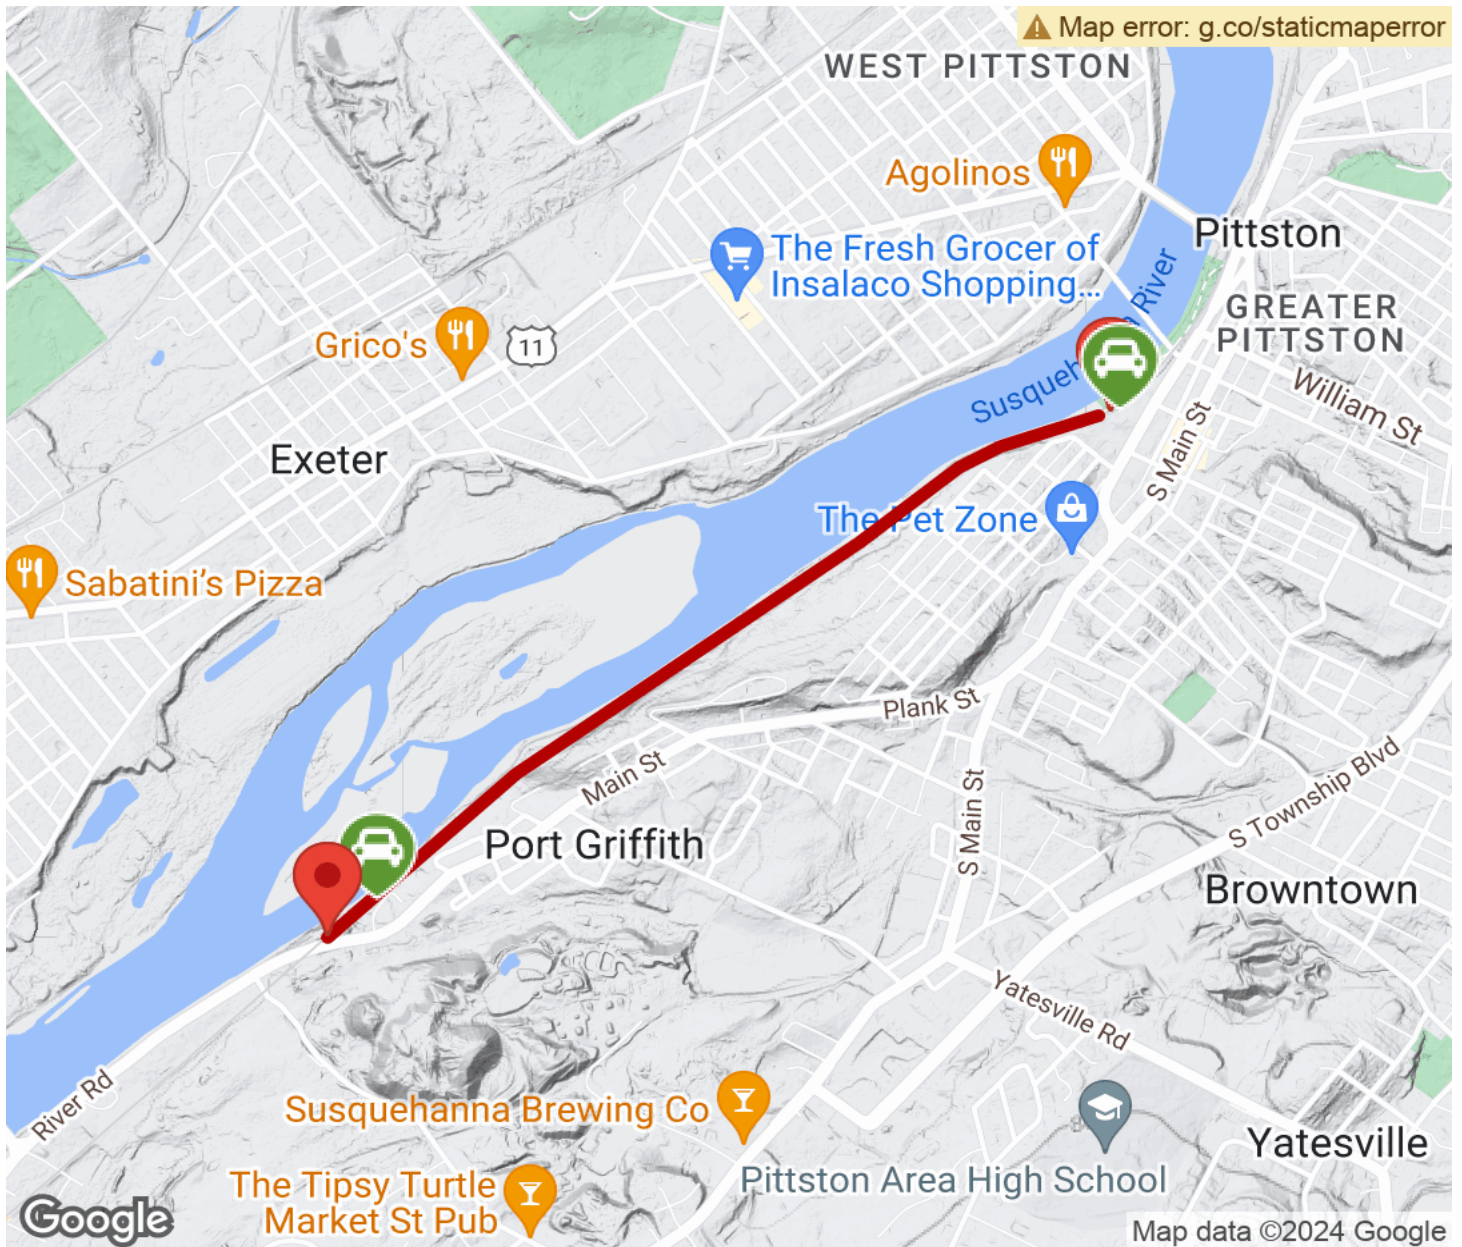 Map error: g.co/staticmaperror
WEST PITTSTON
Agolinos
Pittston
The Fresh Grocer of
Insalaco Shopping...
River
GREATER
PITTSTON
Grico's
11
Susqueh
William St
S Main St
Exeter
The Pet Zone
Sabatini's Pizza
Plank St
Main St
S Main St
S Township Blvd
Port Griffith
Browntown
Yatesville Rd
River Rd
Susquehanna Brewing Co
Yatesville
Pittston Area High School
The Tipsy Turtle
Market St Pub
Google
Map data ©2024 Google